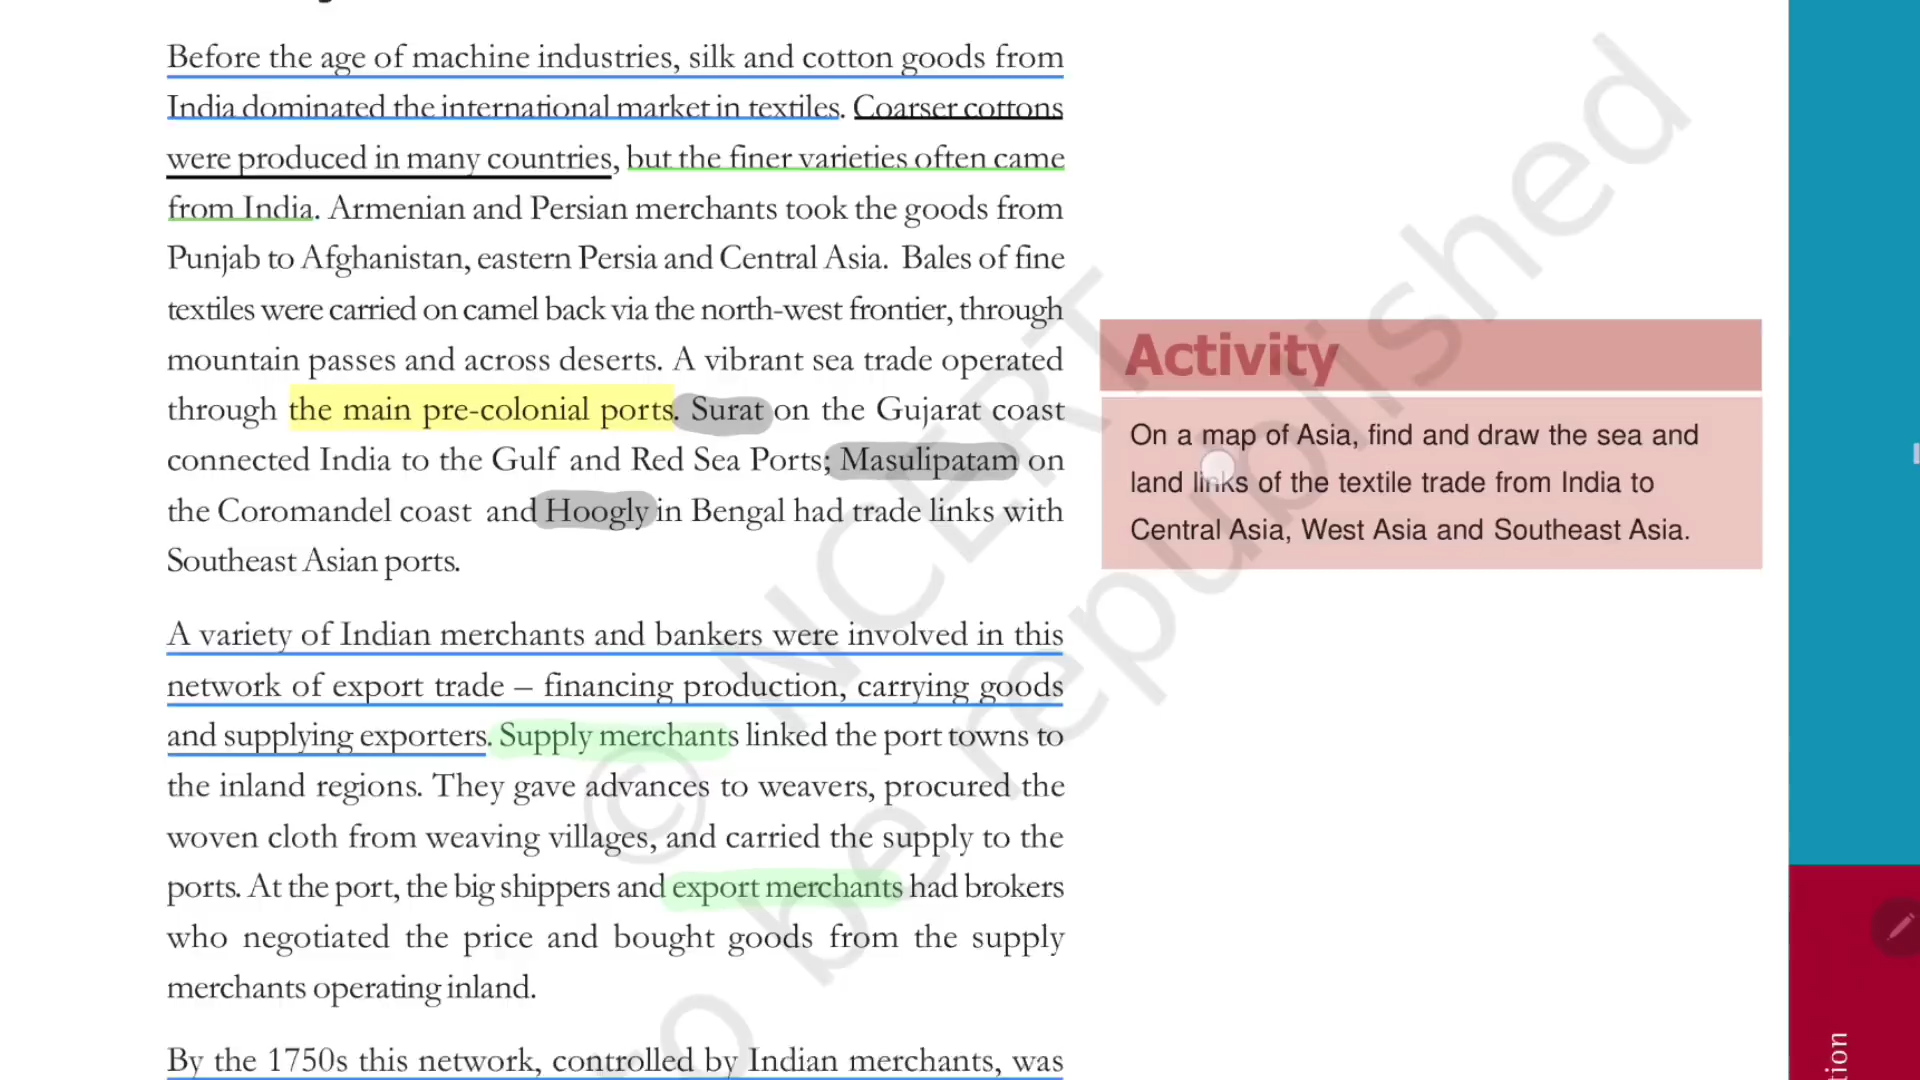 Before the age of machine industries, silk and cotton goods from
India dominated the international market in textiles. Coarser cottons
were produced in many countries, but the finer varieties often came
from India. Armenian and Persian merchants took the goods from
Punjab to Afghanistan, eastern Persia and Central Asia. Bales of fine
textiles were carried on camel back via the north-west frontier, through
mountain passes and across deserts. A vibrant sea trade operated
through the main pre-colonial ports. Surat on the Gujarat coast
connected India to the Gulf and Red Sea Ports; Masulipatam on
the Coromandel coast and Hoogly in Bengal had trade links with
Southeast Asian ports.
A variety of Indian merchants and bankers were involved in this
network of export trade – financing production, carrying goods
and supplying exporters. Supply merchants linked the port towns to
the inland regions. They gave advances to weavers, procured the
woven cloth from weaving villages, and carried the supply to the
ports. At the port, the big shippers and export merchants had brokers
who negotiated the price and bought goods from the supply
merchants operating inland.
By the 1750s this network, controlled by Indian merchants, was
Activity
On a map of Asia, find and draw the sea and
land links of the textile trade from India to
Central Asia, West Asia and Southeast Asia.
© NCERT
to be republished